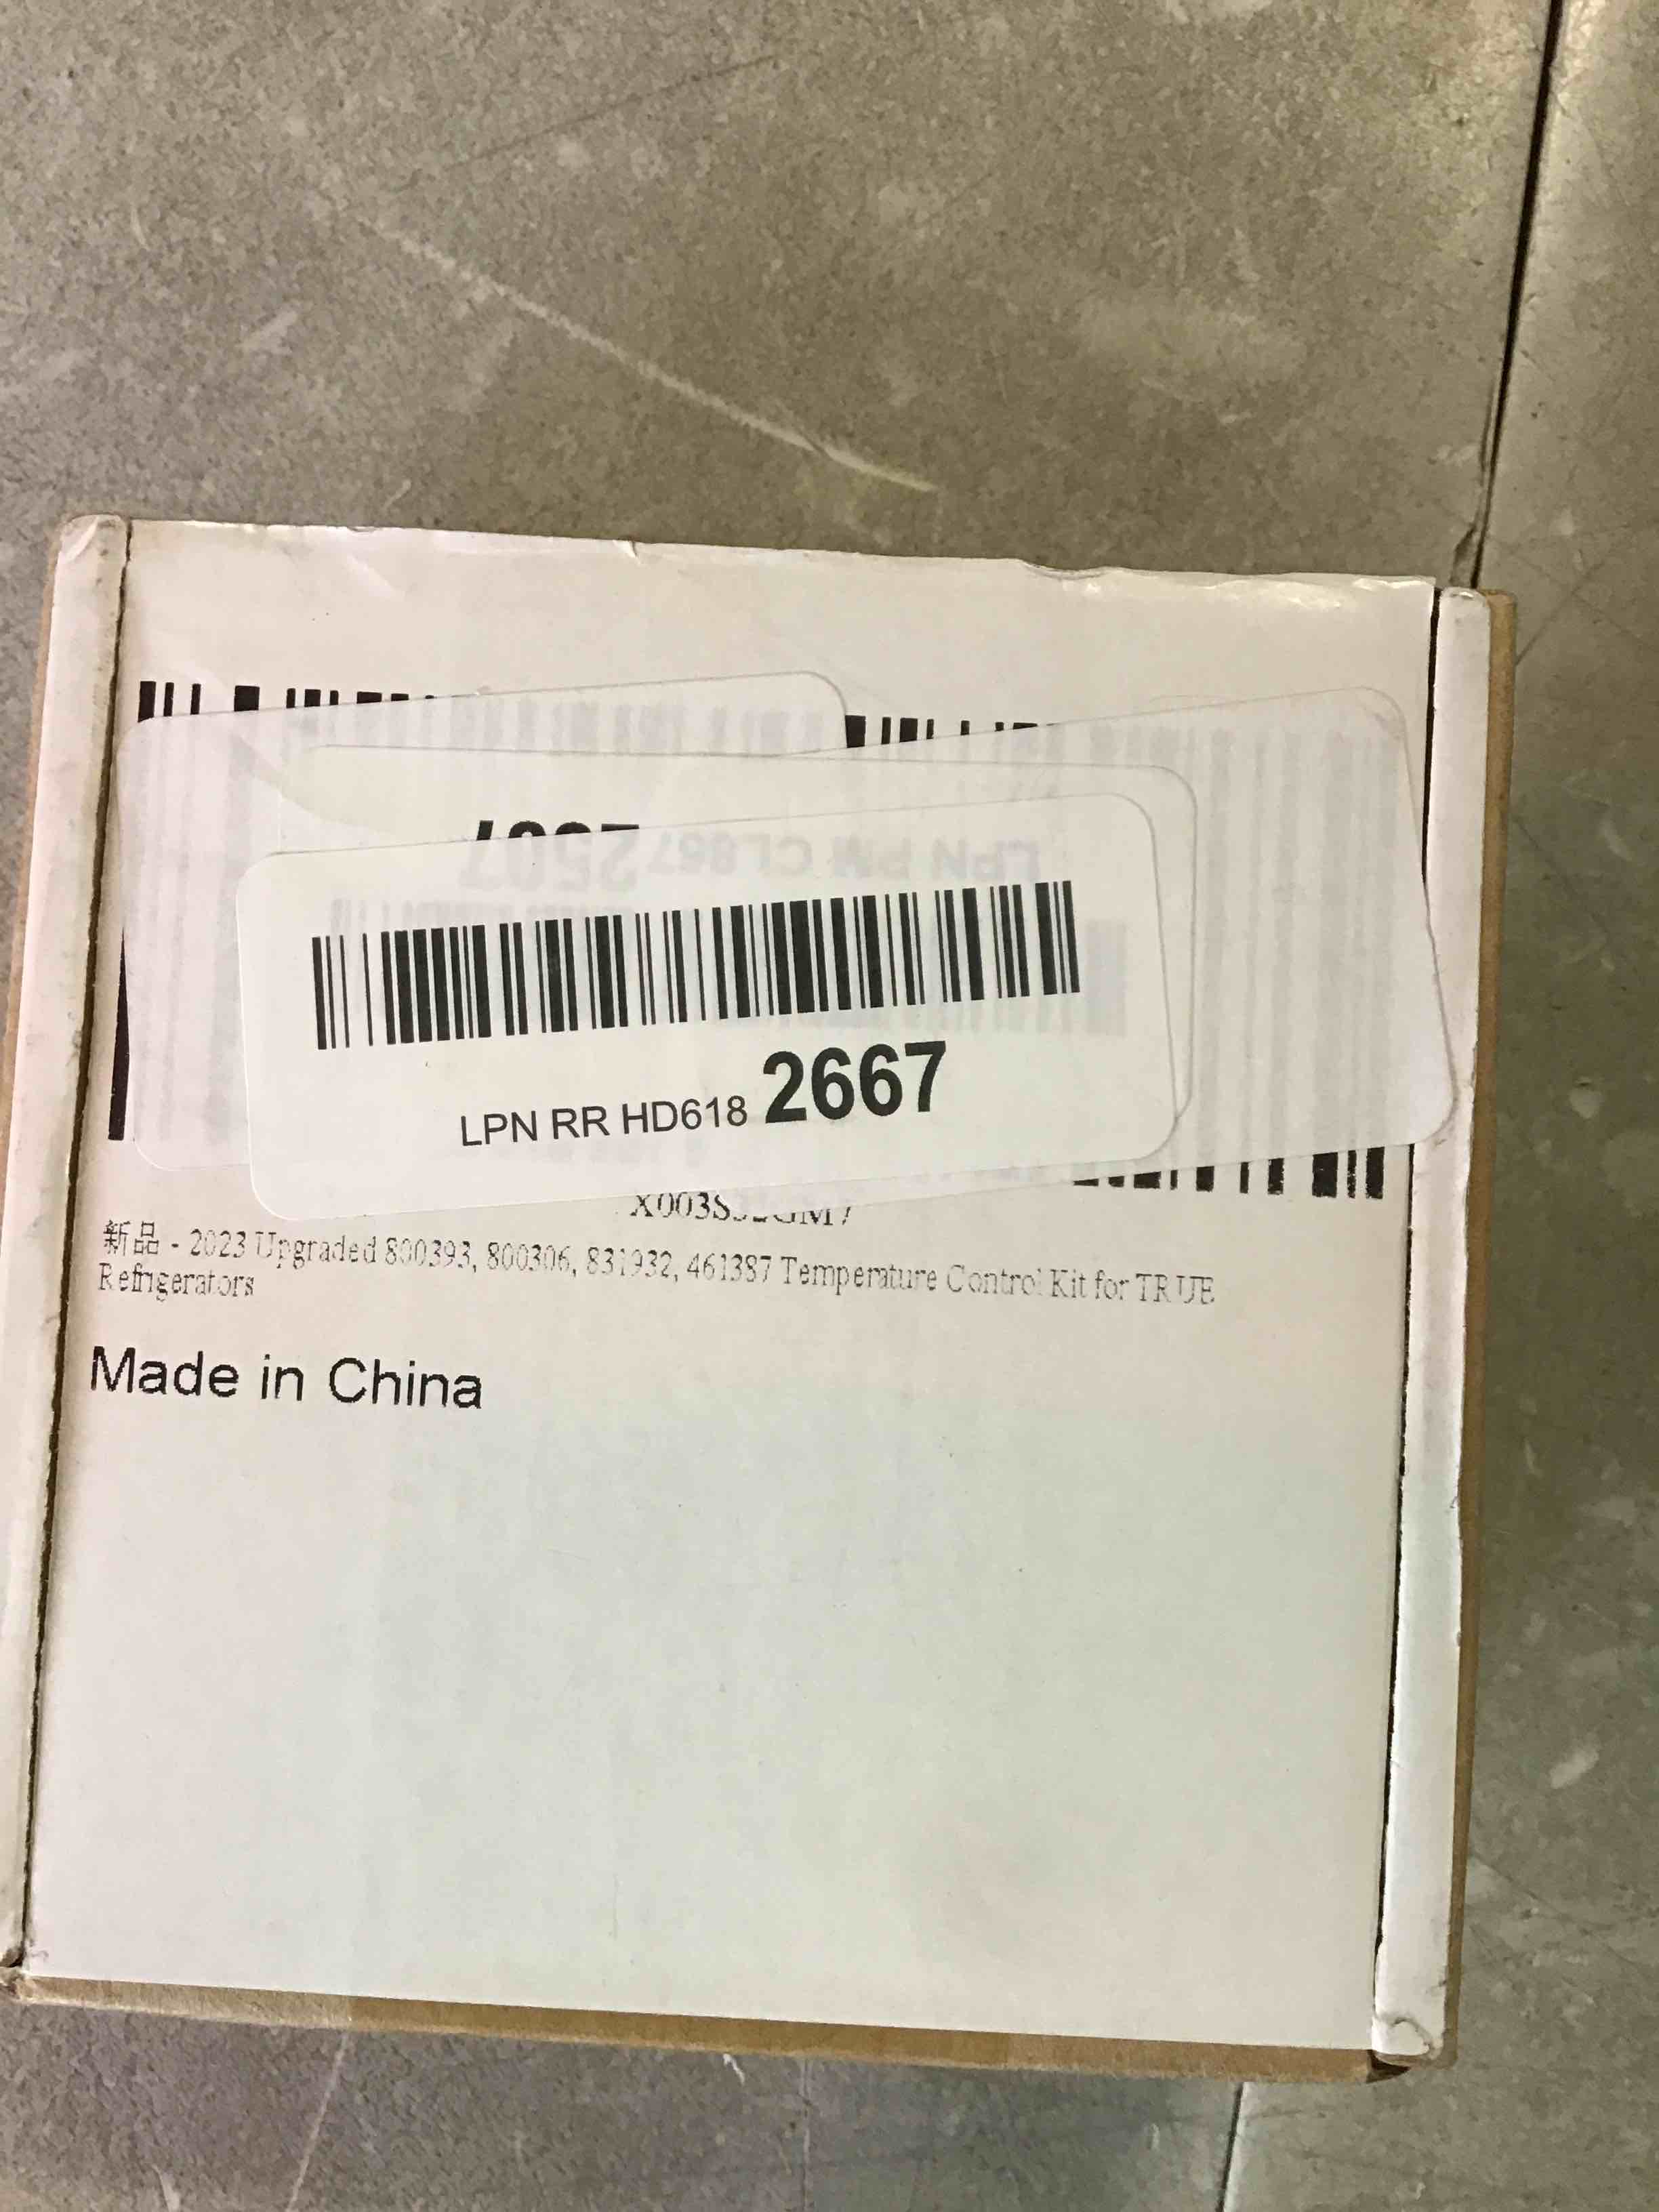 LPN RR HD618 2667
新品 - 2023 Upgraded 800393, 800306, 831932, 461387 Temperature Control Kit for TRUE
Refrigerators
Made in China